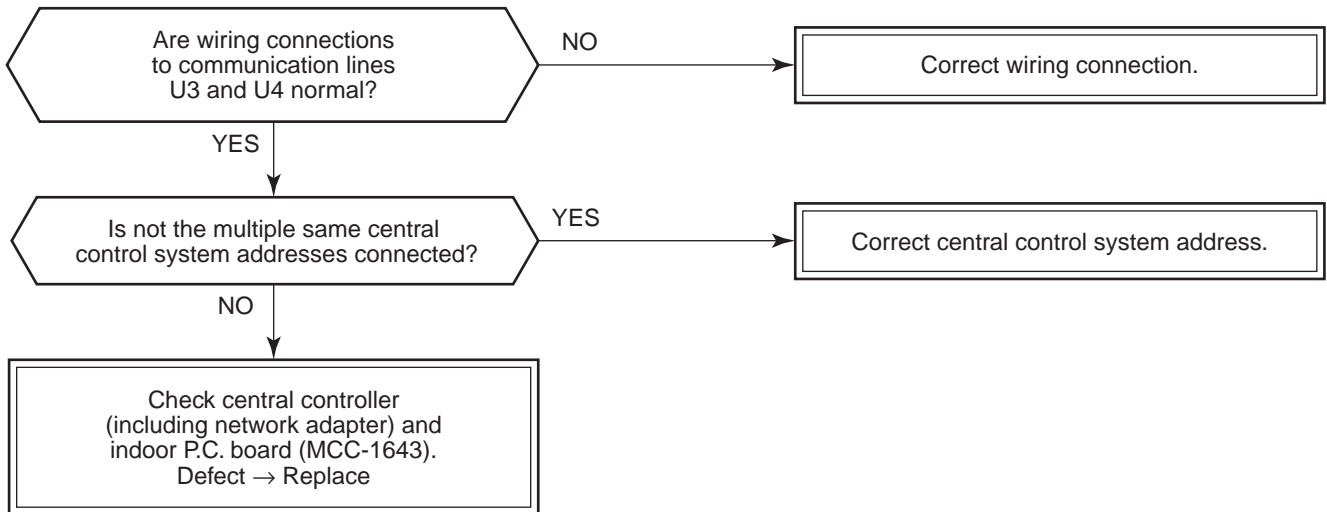 Are wiring connections
to communication lines
U3 and U4 normal?
NO
Correct wiring connection.
YES
Is not the multiple same central
control system addresses connected?
YES
Correct central control system address.
NO
Check central controller
(including network adapter) and
indoor P.C. board (MCC-1643).
Defect → Replace